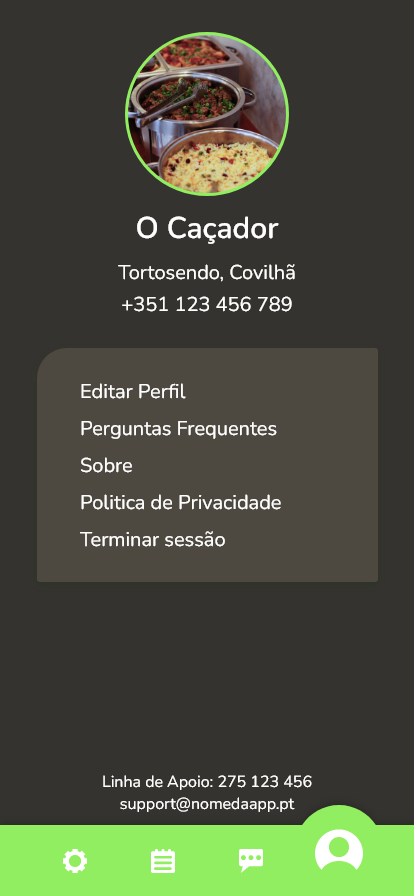 O Caçador
Tortosendo, Covilhã
+351 123 456 789
Editar Perfil
Perguntas Frequentes
Sobre
Politica de Privacidade
Terminar sessão
Linha de Apoio: 275 123 456
support@nomedaapp.pt